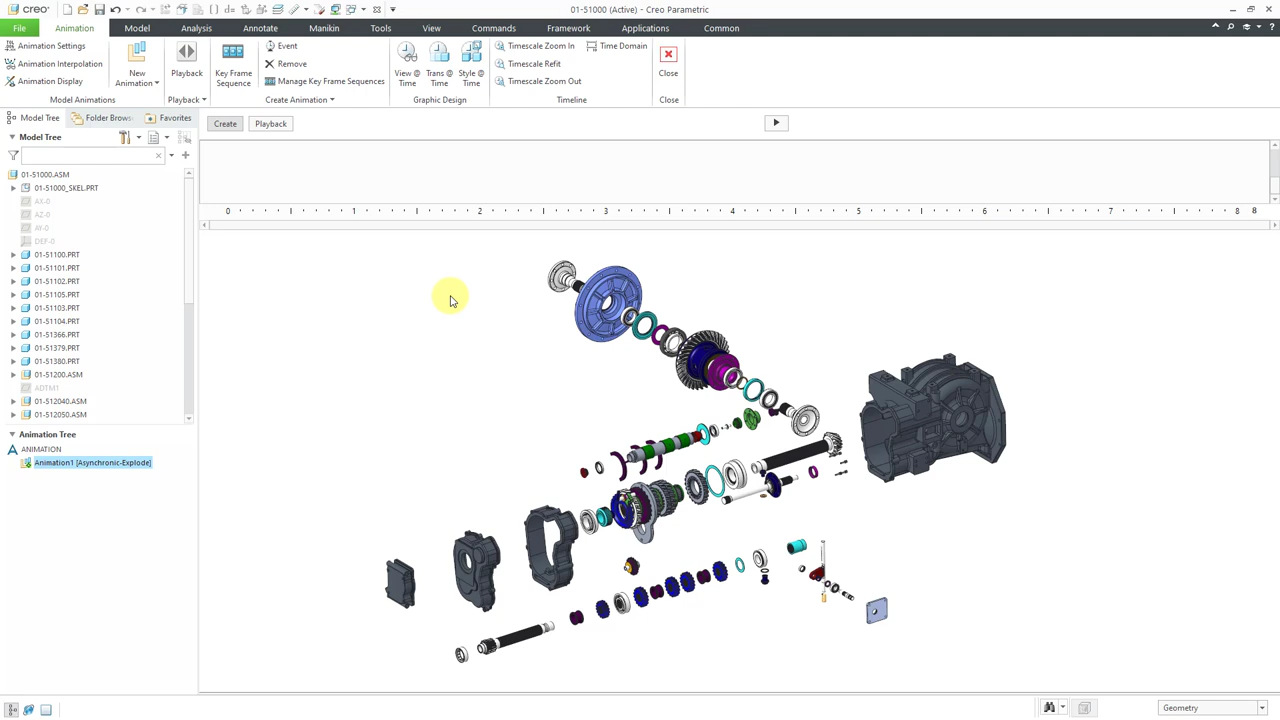 creo
01-51000 (Active) - Creo Parametric
File Animation Model Analysis Annotate Manikin Tools View Commands Framework Applications Common
Animation Settings
Animation Interpolation
Animation Display
Model Animations
New Animation
Playback
Playback
Key Frame Sequence
Event
Remove
Manage Key Frame Sequences
Create Animation
View @ Time
Trans @ Time
Style @ Time
Graphic Design
Timescale Zoom In
Timescale Refit
Timescale Zoom Out
Time Domain
Timeline
Close
Close
Model Tree Folder Brows Favorites
Create Playback
Model Tree
0 1 2 3 4 5 6 7 8 8
01-51000.ASM
01-51000_SKEL.PRT
AX-0
AZ-0
AY-0
DEF-0
01-51100.PRT
01-51101.PRT
01-51102.PRT
01-51105.PRT
01-51103.PRT
01-51104.PRT
01-51366.PRT
01-51379.PRT
01-51380.PRT
01-51200.ASM
ADTM1
01-512040.ASM
01-512050.ASM
Animation Tree
ANIMATION
Animation1 [Asynchronic-Explode]
Geometry